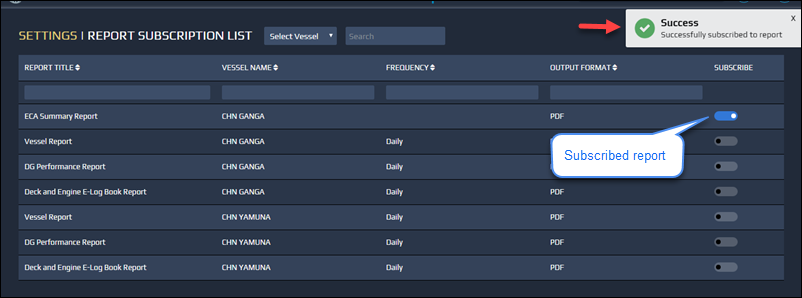 Success
X
Successfully subscribed to report
SETTINGS | REPORT SUBSCRIPTION LIST
Select Vessel
Search
REPORT TITLE VESSEL NAME FREQUENCY OUTPUT FORMAT SUBSCRIBE
ECA Summary Report CHN GANGA PDF
Vessel Report CHN GANGA Daily
Subscribed report
DG Performance Report CHN GANGA Daily
Deck and Engine E-Log Book Report CHN GANGA Daily PDF
Vessel Report CHN YAMUNA Daily PDF
DG Performance Report CHN YAMUNA Daily PDF
Deck and Engine E-Log Book Report CHN YAMUNA Daily PDF